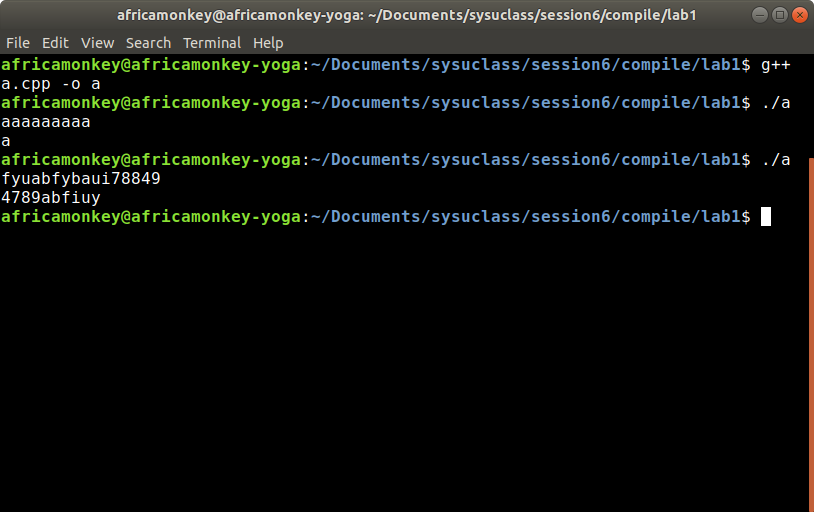 africamonkey@africamonkey-yoga: ~/Documents/sysuclass/session6/compile/lab1
File Edit View Search Terminal Help
africamonkey@africamonkey-yoga:~/Documents/sysuclass/session6/compile/lab1$ g++
a.cpp -o a
africamonkey@africamonkey-yoga:~/Documents/sysuclass/session6/compile/lab1$ ./a
aaaaaaaaa
a
africamonkey@africamonkey-yoga:~/Documents/sysuclass/session6/compile/lab1$ ./a
fyuabfybaui78849
4789abfiuy
africamonkey@africamonkey-yoga:~/Documents/sysuclass/session6/compile/lab1$